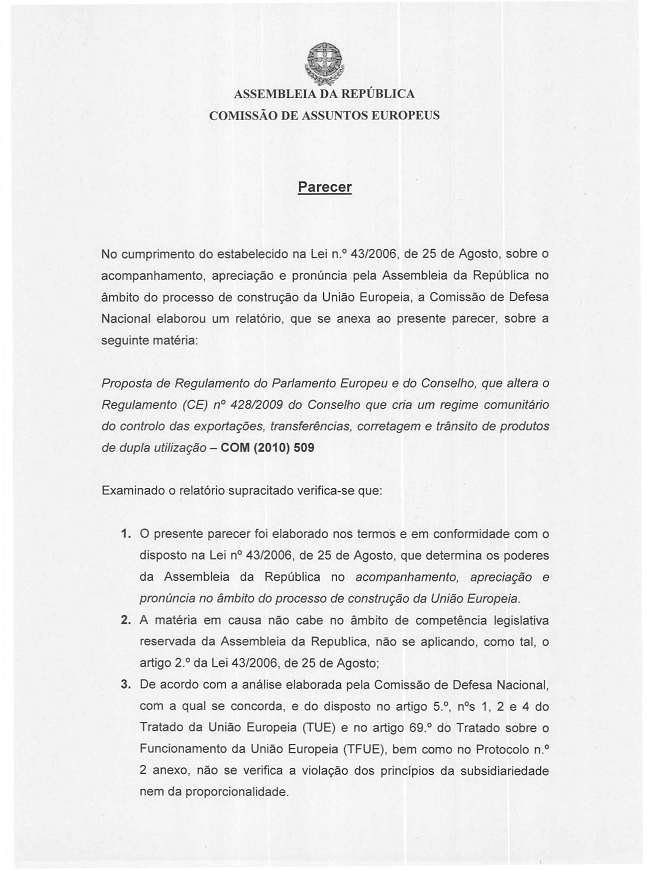 ASSEMBLEIA DA REPÚBLICA
COMISSÃO DE ASSUNTOS EUROPEUS
Parecer
No cumprimento do estabelecido na Lei n.º 43/2006, de 25 de Agosto, sobre o
acompanhamento, apreciação e pronúncia pela Assembleia da República no
âmbito do processo de construção da União Europeia, a Comissão de Defesa
Nacional elaborou um relatório, que se anexa ao presente parecer, sobre a
seguinte matéria:
Proposta de Regulamento do Parlamento Europeu e do Conselho, que altera o
Regulamento (CE) nº 428/2009 do Conselho que cria um regime comunitário
do controlo das exportações, transferências, corretagem e trânsito de produtos
de dupla utilização – COM (2010) 509
Examinado o relatório supracitado verifica-se que:
1. O presente parecer foi elaborado nos termos e em conformidade com o
disposto na Lei nº 43/2006, de 25 de Agosto, que determina os poderes
da Assembleia da República no acompanhamento, apreciação e
pronúncia no âmbito do processo de construção da União Europeia.
2. A matéria em causa não cabe no âmbito de competência legislativa
reservada da Assembleia da Republica, não se aplicando, como tal, o
artigo 2.º da Lei 43/2006, de 25 de Agosto;
3. De acordo com a análise elaborada pela Comissão de Defesa Nacional,
com a qual se concorda, e do disposto no artigo 5.º, nºs 1, 2 e 4 do
Tratado da União Europeia (TUE) e no artigo 69.º do Tratado sobre o
Funcionamento da União Europeia (TFUE), bem como no Protocolo n.º
2 anexo, não se verifica a violação dos princípios da subsidiariedade
nem da proporcionalidade.